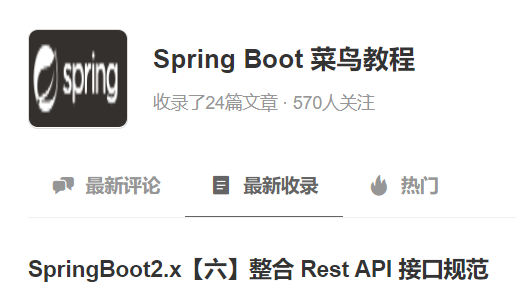 spring
Spring Boot 菜鸟教程
收录了24篇文章 · 570人关注
最新评论 最新收录 热门
SpringBoot2.x【六】整合 Rest API 接口规范